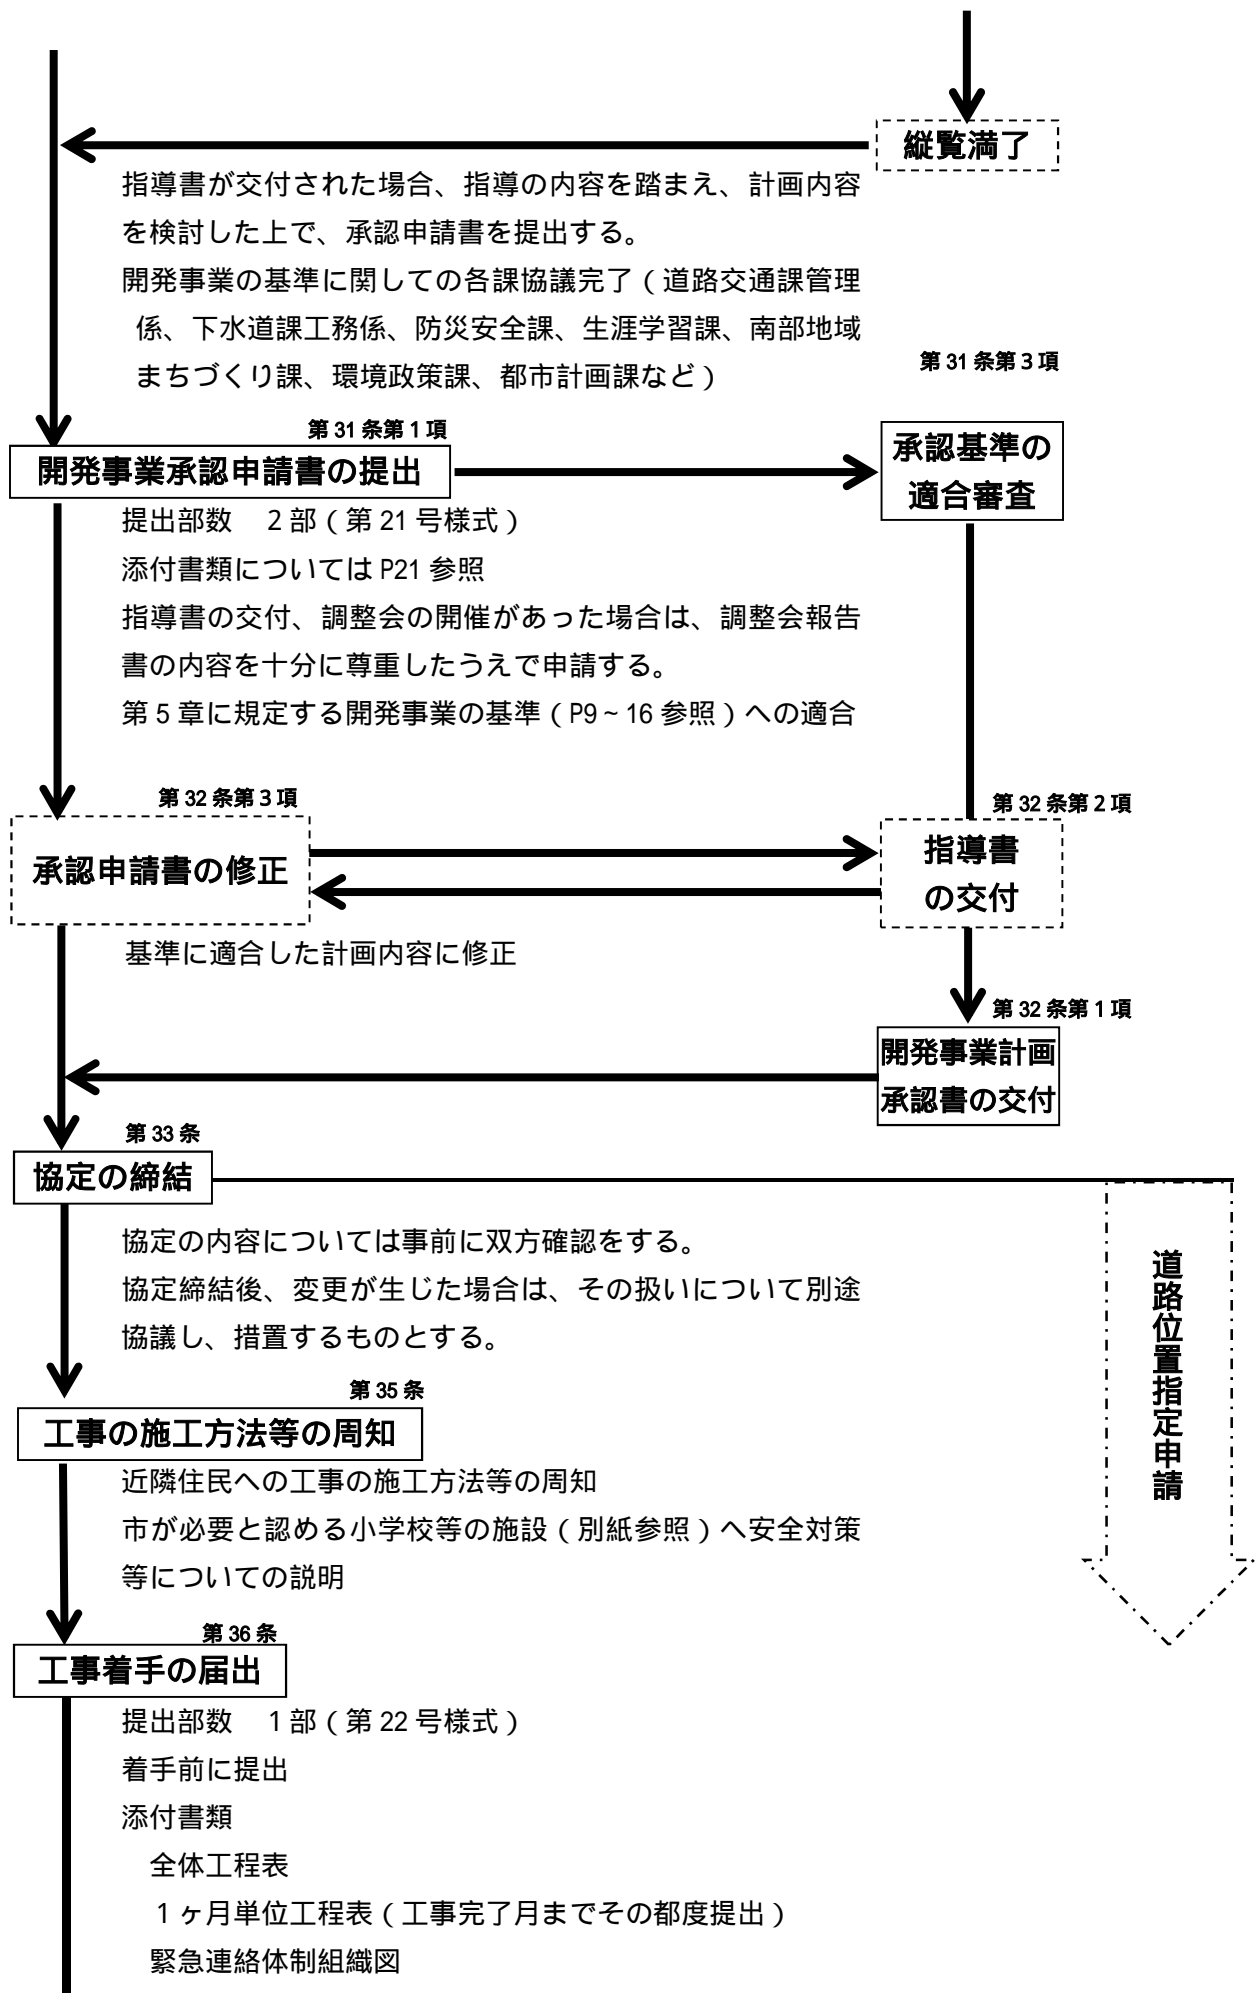 縦覧満了
指導書が交付された場合、指導の内容を踏まえ、計画内容
を検討した上で、承認申請書を提出する。
開発事業の基準に関しての各課協議完了（道路交通課管理
係、下水道課工務係、防災安全課、生涯学習課、南部地域
まちづくり課、環境政策課、都市計画課など）
第31条第3項
第31条第1項
開発事業承認申請書の提出
承認基準の
適合審査
提出部数　2部（第21号様式）
添付書類についてはP21参照
指導書の交付、調整会の開催があった場合は、調整会報告
書の内容を十分に尊重したうえで申請する。
第5章に規定する開発事業の基準（P9~16参照）への適合
第32条第3項
承認申請書の修正
第32条第2項
指導書
の交付
基準に適合した計画内容に修正
第32条第1項
開発事業計画
承認書の交付
第33条
協定の締結
協定の内容については事前に双方確認をする。
協定締結後、変更が生じた場合は、その扱いについて別途
協議し、措置するものとする。
道路位置指定申請
第35条
工事の施工方法等の周知
近隣住民への工事の施工方法等の周知
市が必要と認める小学校等の施設（別紙参照）へ安全対策
等についての説明
第36条
工事着手の届出
提出部数　1部（第22号様式）
着手前に提出
添付書類
全体工程表
1ヶ月単位工程表（工事完了月までその都度提出）
緊急連絡体制組織図